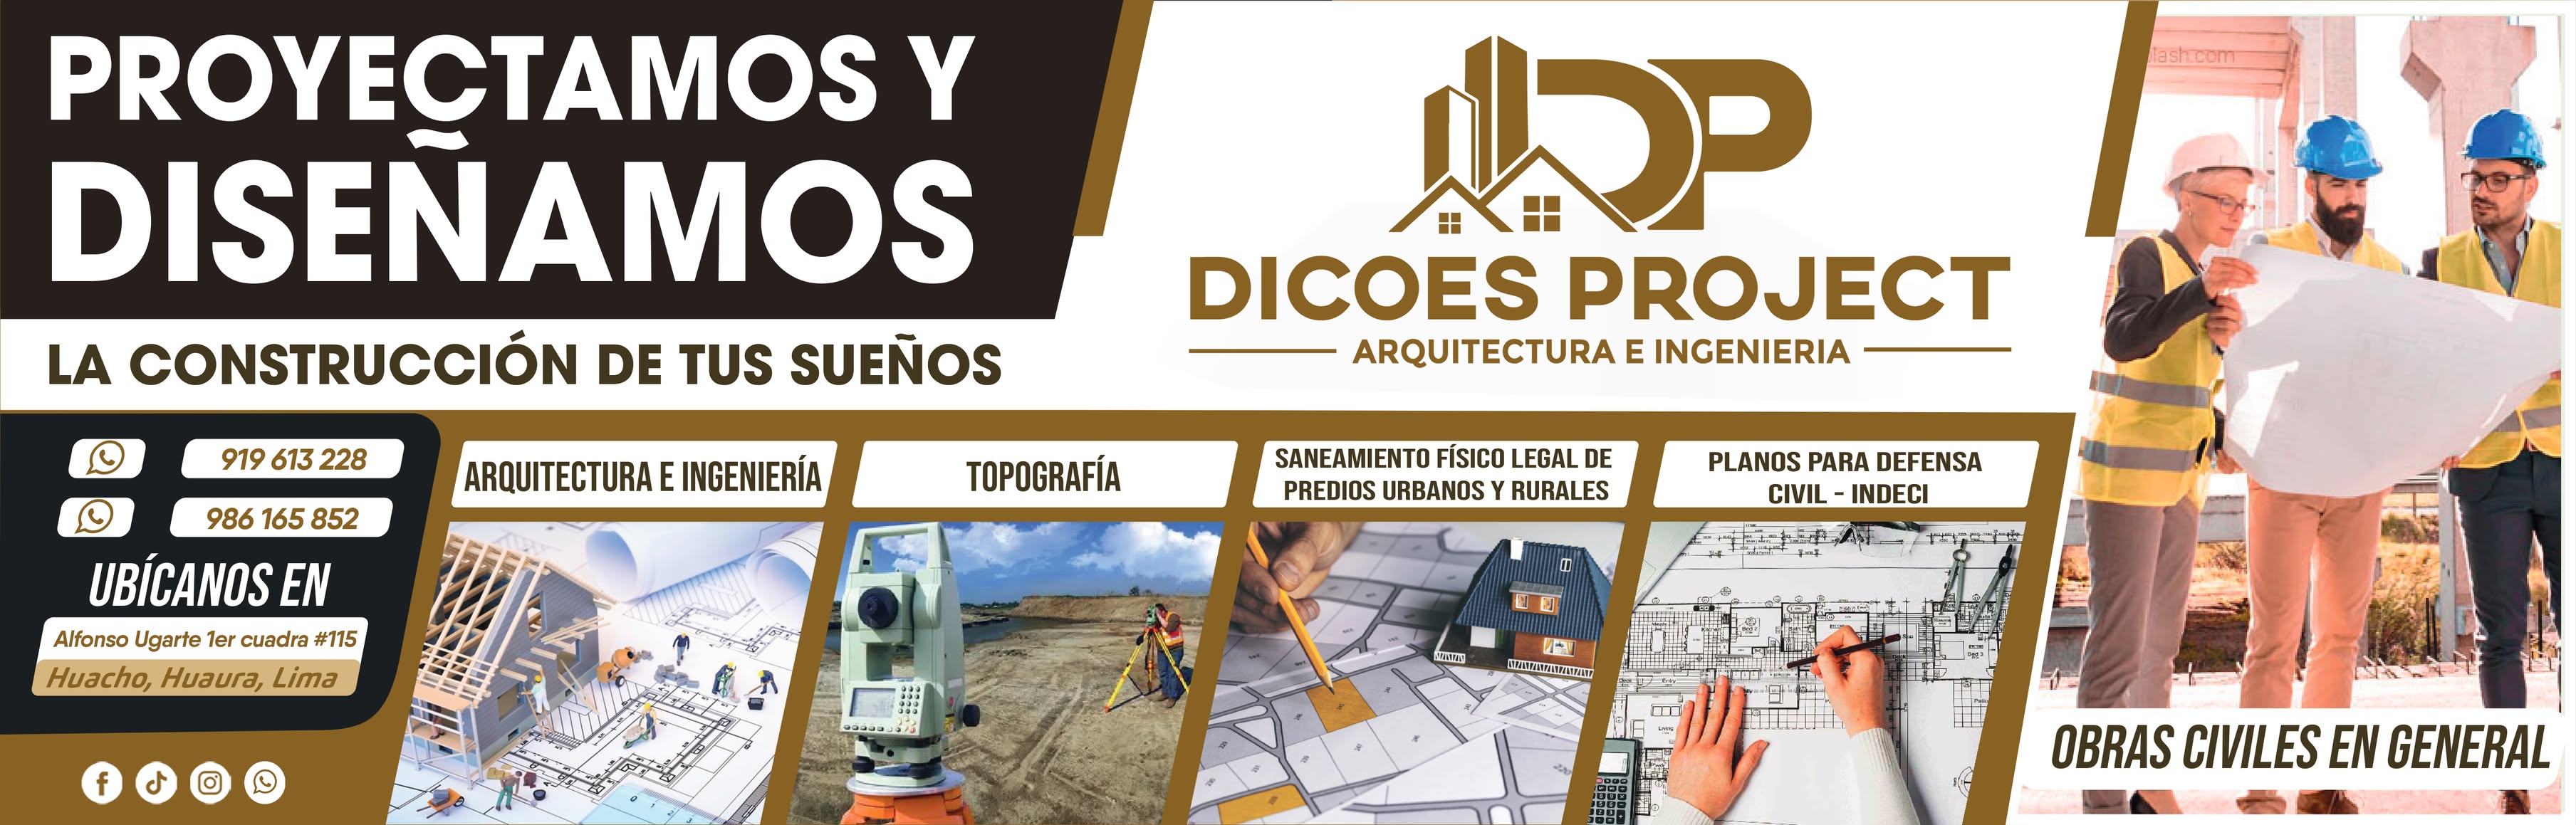 PROYECTAMOS Y
DISEÑAMOS
LA CONSTRUCCIÓN DE TUS SUEÑOS
DP
DICOES PROJECT
ARQUITECTURA E INGENIERIA
919 613 228
986 165 852
UBÍCANOS EN
Alfonso Ugarte 1er cuadra #115
Huacho, Huaura, Lima
ARQUITECTURA E INGENIERÍA
TOPOGRAFÍA
SANEAMIENTO FÍSICO LEGAL DE
PREDIOS URBANOS Y RURALES
PLANOS PARA DEFENSA
CIVIL - INDECI
OBRAS CIVILES EN GENERAL